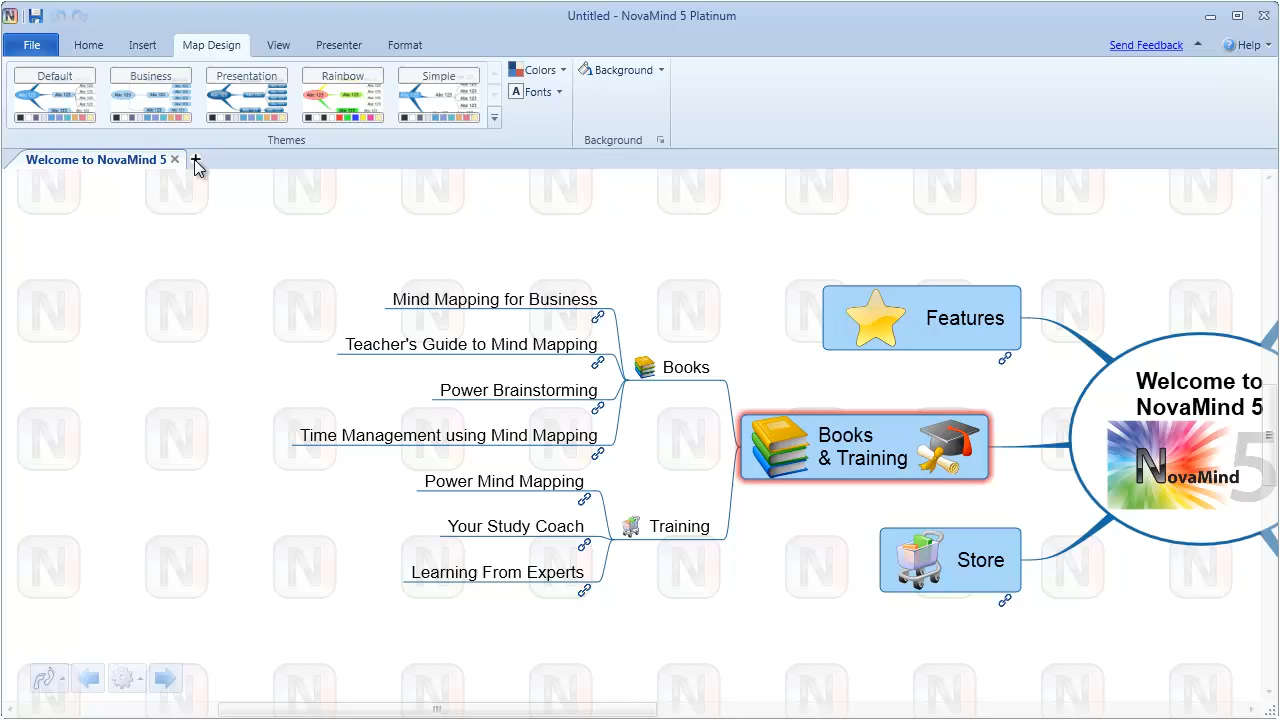 Untitled - NovaMind 5 Platinum
File Home Insert Map Design View Presenter Format Send Feedback Help
Default Business Presentation Rainbow Simple Colors Background
Fonts
Themes Background
Welcome to NovaMind 5
Mind Mapping for Business
Teacher's Guide to Mind Mapping
Power Brainstorming
Time Management using Mind Mapping
Books
Power Mind Mapping
Your Study Coach
Learning From Experts
Training
Features
Books
& Training
Store
Welcome to
NovaMind 5
NovaMind 5